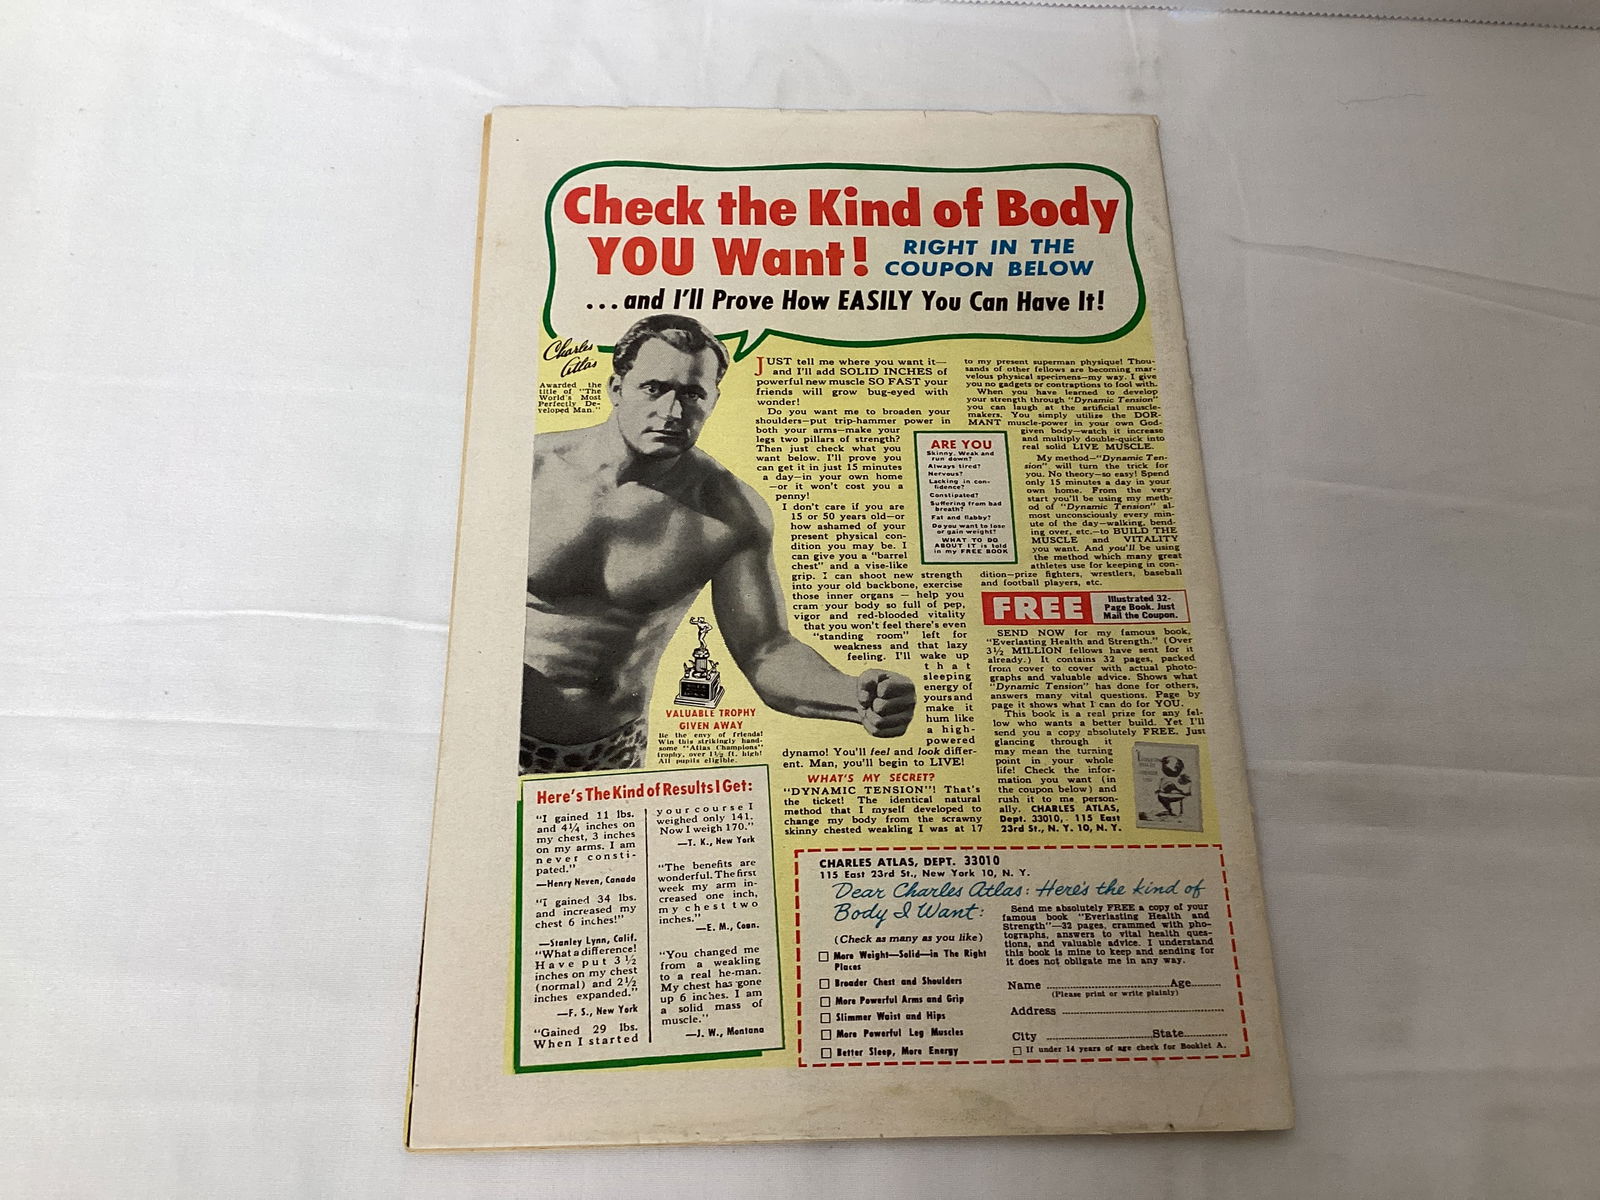 Check the Kind of Body
YOU Want!
RIGHT IN THE
COUPON BELOW
...and I'll Prove How EASILY You Can Have It!
Charles
Atlas
Awarded the
title of "The
World's Most
Perfectly De-
veloped Man."
JUST tell me where you want it—
and I'll add SOLID INCHES of
powerful new muscle SO FAST your
friends will grow bug-eyed with
wonder!
Do you want me to broaden your
shoulders—put trip-hammer power in
both your arms—make your
legs two pillars of strength?
Then just check what you
want below. I'll prove you
can get it in just 15 minutes
a day—in your own home
—or it won't cost you a
penny!
I don't care if you are
15 or 50 years old—or
how ashamed of your
present physical con-
dition you may be. I
can give you a "barrel
chest" and a vise-like
grip. I can shoot new strength
into your old backbone, exercise
those inner organs — help you
cram your body so full of pep,
vigor and red-blooded vitality
that you won't feel there's even
"standing room" left for
weakness and that lazy
feeling. I'll wake up
that
sleeping
energy of
yours and
make it
hum like
a high-
powered
dynamo! You'll feel and look differ-
ent. Man, you'll begin to LIVE!
WHAT'S MY SECRET?
"DYNAMIC TENSION"! That's
the ticket! The identical natural
method that I myself developed to
change my body from the scrawny
skinny chested weakling I was at 17
to my present superman physique! Thou-
sands of other fellows are becoming mar-
velous physical specimens—my way. I give
you no gadgets or contraptions to fool with.
When you have learned to develop
your strength through "Dynamic Tension"
you can laugh at the artificial muscle-
makers. You simply utilize the DOR-
MANT muscle-power in your own God-
given body—watch it increase
and multiply double-quick into
real solid LIVE MUSCLE.
My method—"Dynamic Ten-
sion" will turn the trick for
you. No theory—so easy! Spend
only 15 minutes a day in your
own home. From the very
start you'll be using my meth-
od of "Dynamic Tension" al-
most unconsciously every min-
ute of the day—walking, bend-
ing over, etc.—to BUILD THE
MUSCLE and VITALITY
you want. And you'll be using
the method which many great
athletes use for keeping in con-
dition—prize fighters, wrestlers, baseball
and football players, etc.
ARE YOU
Skinny, Weak and
run down?
Always tired?
Nervous?
Lacking in con-
fidence?
Constipated?
Suffering from bad
breath?
Fat and flabby?
Do you want to lose
or gain weight?
WHAT TO DO
ABOUT IT is told
in my FREE BOOK
FREE
Illustrated 32-
Page Book. Just
Mail the Coupon.
SEND NOW for my famous book,
"Everlasting Health and Strength." (Over
3½ MILLION fellows have sent for it
already.) It contains 32 pages, packed
from cover to cover with actual photo-
graphs and valuable advice. Shows what
"Dynamic Tension" has done for others,
answers many vital questions. Page by
page it shows what I can do for YOU.
This book is a real prize for any fel-
low who wants a better build. Yet I'll
send you a copy absolutely FREE. Just
glancing through it
may mean the turning
point in your whole
life! Check the infor-
mation you want (in
the coupon below) and
rush it to me person-
ally. CHARLES ATLAS,
Dept. 33010, 115 East
23rd St., N. Y. 10, N. Y.
VALUABLE TROPHY
GIVEN AWAY
Be the envy of friends!
Win this strikingly hand-
some "Atlas Champions"
trophy, over 1½ ft. high!
All pupils eligible.
Here's The Kind of Results I Get:
"I gained 11 lbs.
and 4¼ inches on
my chest, 3 inches
on my arms. I am
never consti-
pated."
—Henry Neven, Canada
"I gained 34 lbs.
and increased my
chest 6 inches!"
—Stanley Lynn, Calif.
"What a difference!
Have put 3½
inches on my chest
(normal) and 2½
inches expanded."
—F. S., New York
"Gained 29 lbs.
When I started
your course I
weighed only 141.
Now I weigh 170."
—T. K., New York
"The benefits are
wonderful. The first
week my arm in-
creased one inch,
my chest two
inches."
—E. M., Conn.
"You changed me
from a weakling
to a real he-man.
My chest has gone
up 6 inches. I am
a solid mass of
muscle."
—J. W., Montana
CHARLES ATLAS, DEPT. 33010
115 East 23rd St., New York 10, N. Y.
Dear Charles Atlas: Here's the kind of
Body I Want:
(Check as many as you like)
More Weight—Solid—in The Right
Places
Broader Chest and Shoulders
More Powerful Arms and Grip
Slimmer Waist and Hips
More Powerful Leg Muscles
Better Sleep, More Energy
Send me absolutely FREE a copy of your
famous book "Everlasting Health and
Strength"—32 pages, crammed with pho-
tographs, answers to vital health ques-
tions, and valuable advice. I understand
this book is mine to keep and sending for
it does not obligate me in any way.
Name Age
(Please print or write plainly)
Address
City State
If under 14 years of age check for Booklet A.